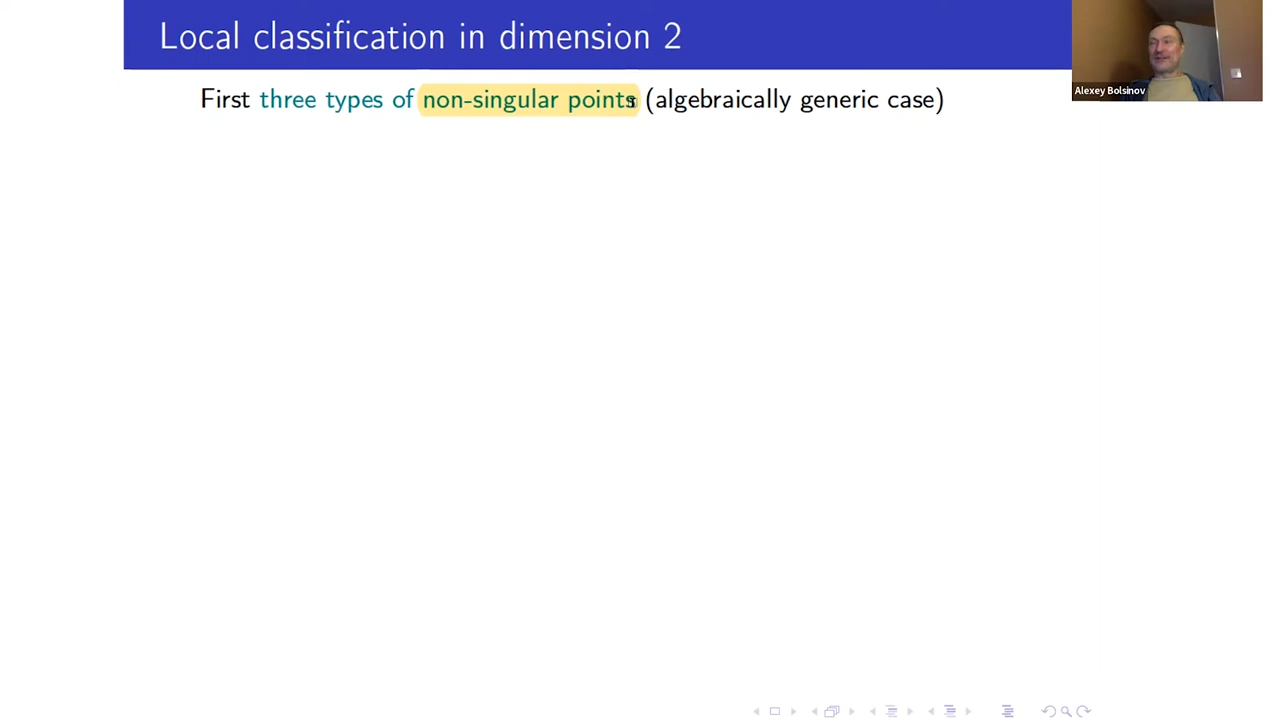 Local classification in dimension 2
First three types of non-singular points (algebraically generic case)
Alexey Bolsinov